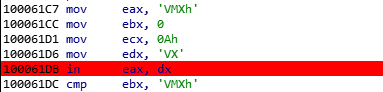 100061C7 mov eax, 'VMXh'
100061CC mov ebx, 0
100061D1 mov ecx, 0Ah
100061D6 mov edx, 'VX'
100061DB in eax, dx
100061DC cmp ebx, 'VMXh'